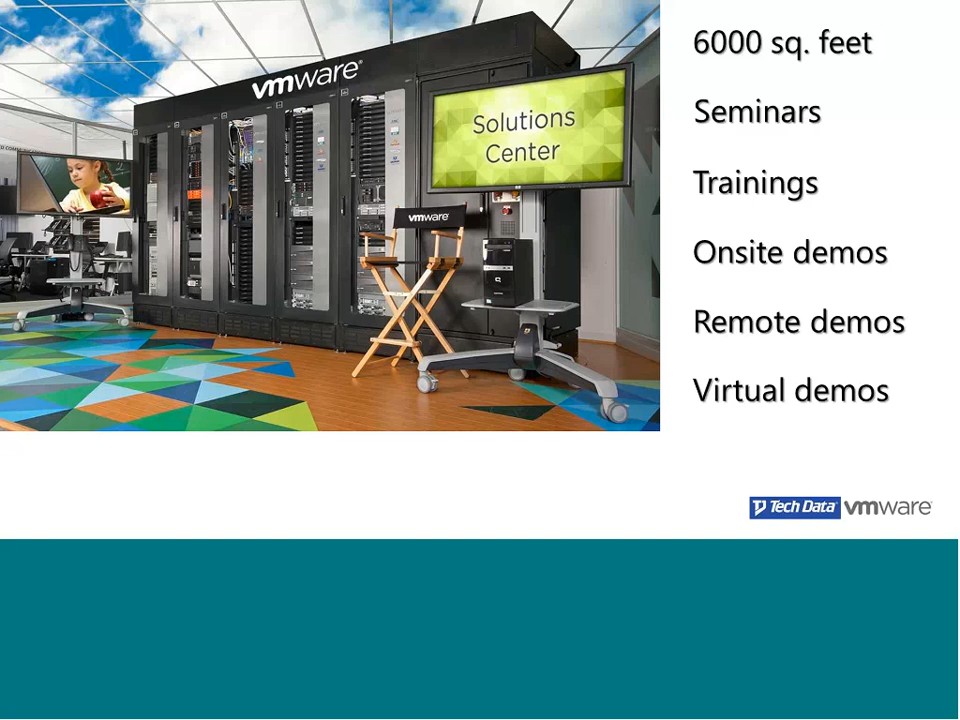 6000 sq. feet
Seminars
Trainings
Onsite demos
Remote demos
Virtual demos
vmware
Solutions
Center
vmware
Tech Data vmware